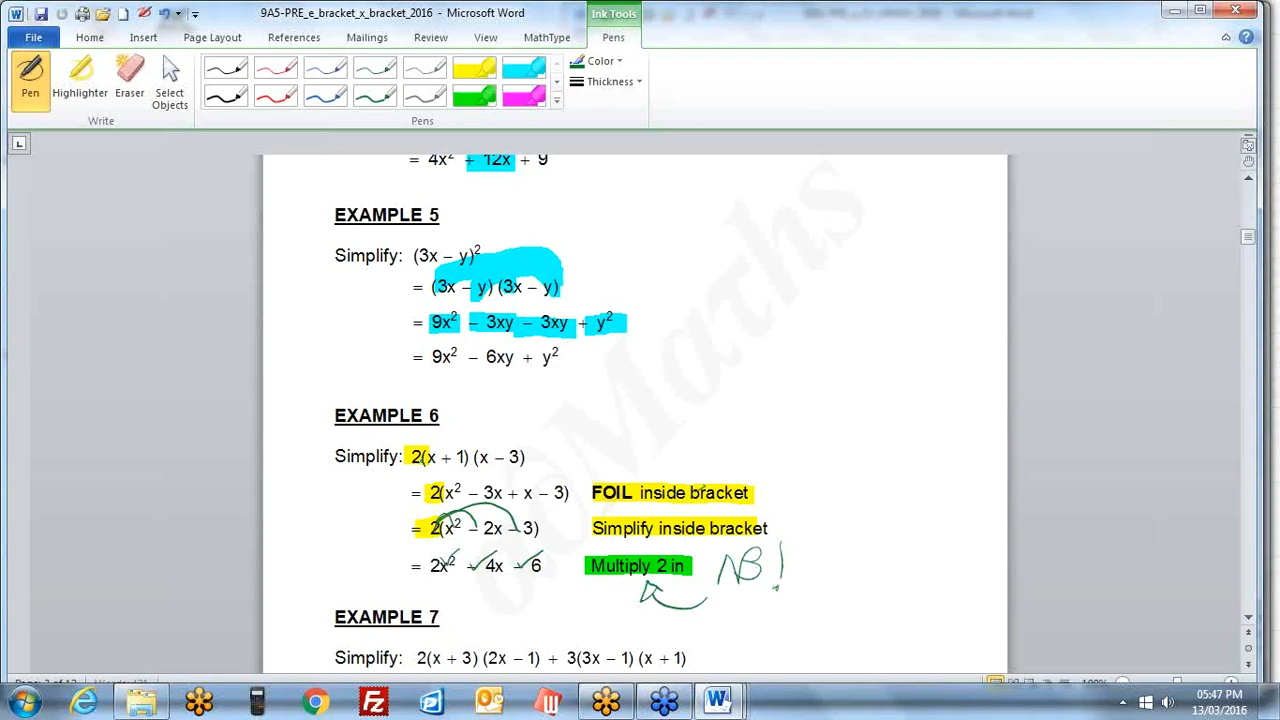 9A5-PRE_e_bracket_x_bracket_2016 - Microsoft Word
Ink Tools
File Home Insert Page Layout References Mailings Review View MathType Pens
Pen Highlighter Eraser Select Objects
Color
Thickness
Write Pens
= 4x² + 12x + 9
EXAMPLE 5
Simplify: (3x − y)²
= (3x − y) (3x − y)
= 9x² − 3xy − 3xy + y²
= 9x² − 6xy + y²
EXAMPLE 6
Simplify: 2(x + 1) (x − 3)
= 2(x² − 3x + x − 3) FOIL inside bracket
= 2(x² − 2x − 3) Simplify inside bracket
= 2x² − 4x − 6 Multiply 2 in NB!
EXAMPLE 7
Simplify: 2(x + 3) (2x − 1) + 3(3x − 1) (x + 1)
doMaths
100%
05:47 PM
13/03/2016